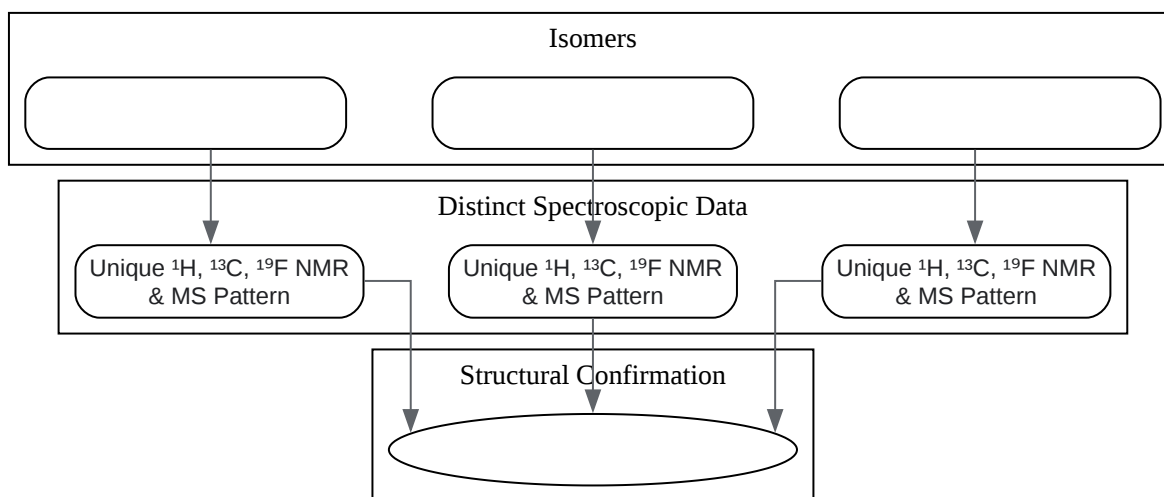 Isomers
Distinct Spectroscopic Data
Unique ¹H, ¹³C, ¹⁹F NMR
& MS Pattern
Unique ¹H, ¹³C, ¹⁹F NMR
& MS Pattern
Unique ¹H, ¹³C, ¹⁹F NMR
& MS Pattern
Structural Confirmation